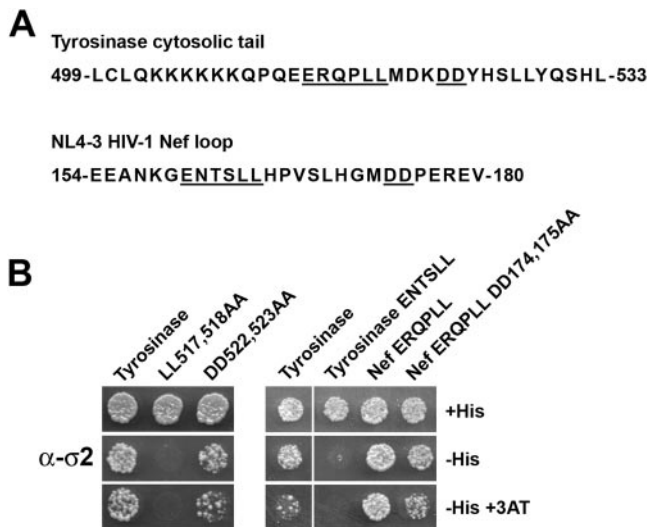 A
Tyrosinase cytosolic tail
499-LCLQKKKKKKQPQEERQPLLMDKDDYHSLLYQSHL-533
NL4-3 HIV-1 Nef loop
154-EEANKGENTSLLHPVSLHGMDDPEREV-180
B
Tyrosinase
LL517,518AA
DD522,523AA
Tyrosinase
Tyrosinase ENTSLL
Nef ERQPLL
Nef ERQPLL DD174,175AA
+His
α-σ2
-His
-His +3AT